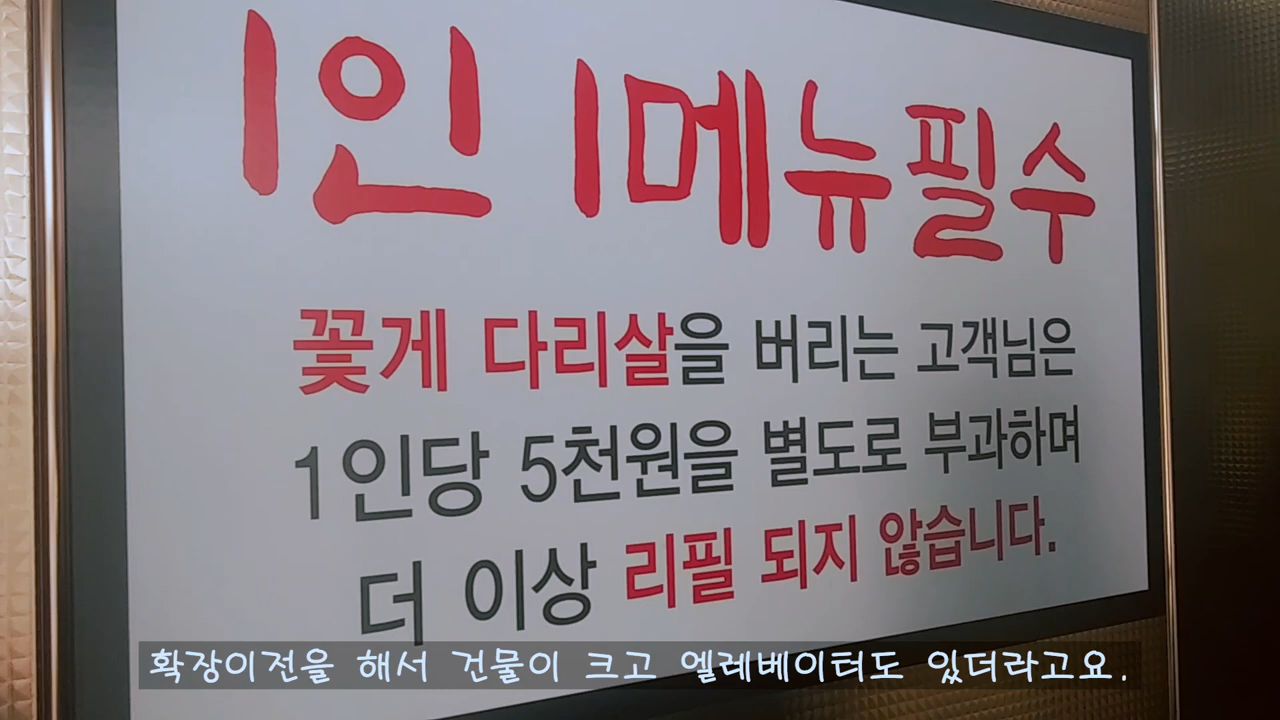 1인 1메뉴필수
꽃게 다리살을 버리는 고객님은
1인당 5천원을 별도로 부과하며
더 이상 리필 되지 않습니다.
확장이전을 해서 건물이 크고 엘레베이터도 있더라고요.